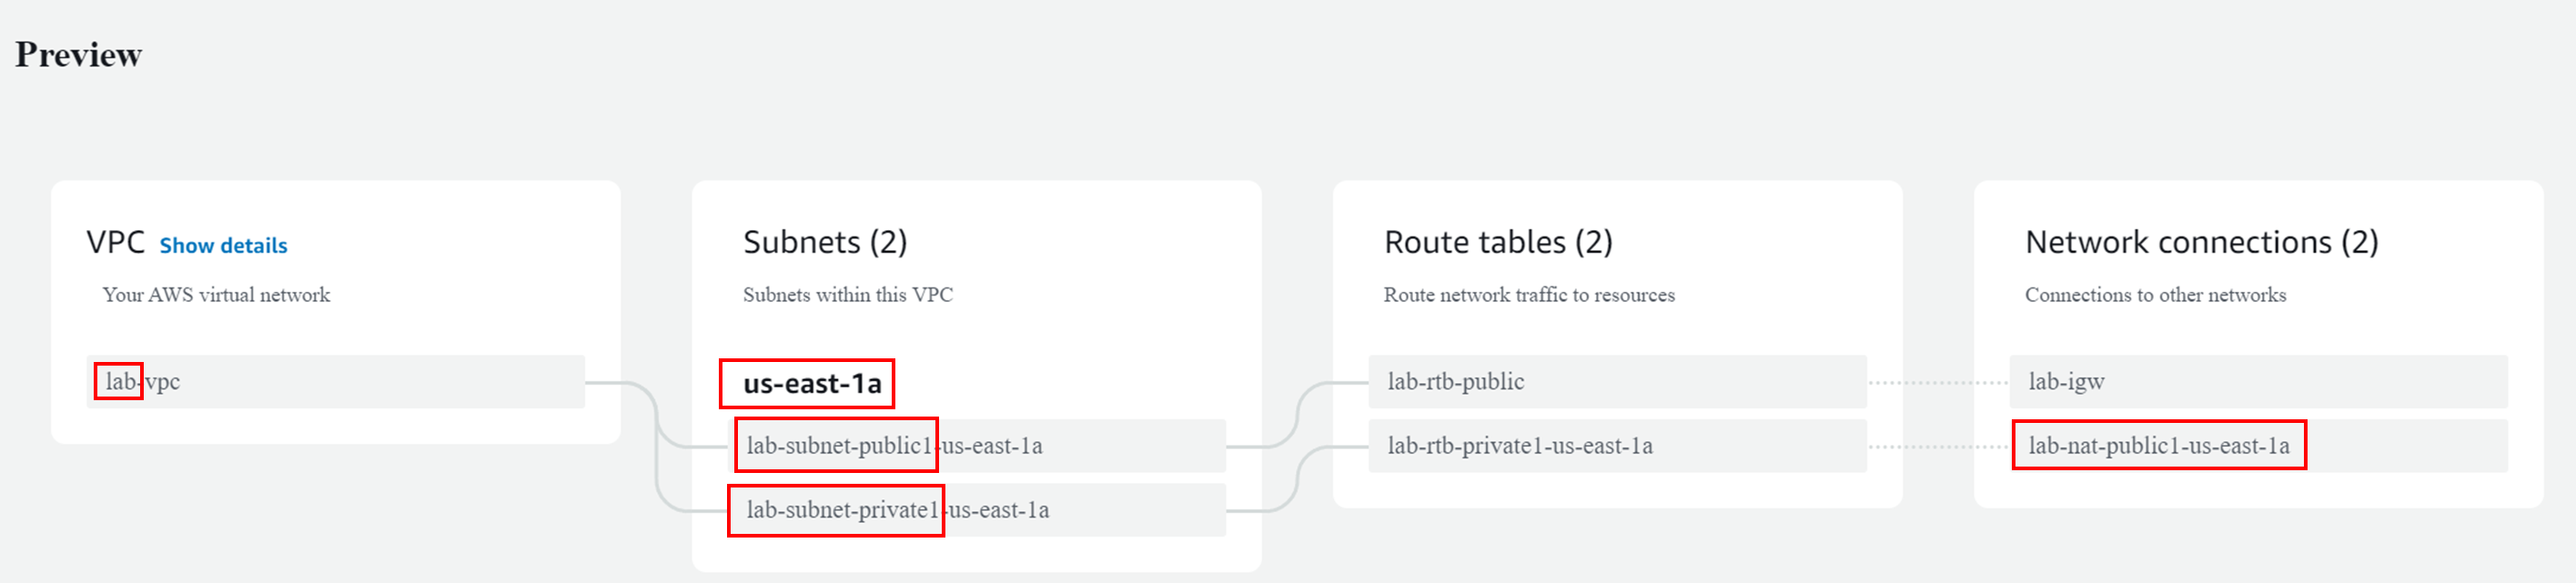 Preview
VPC Show details
Your AWS virtual network
lab-vpc
Subnets (2)
Subnets within this VPC
us-east-1a
lab-subnet-public1-us-east-1a
lab-subnet-private1-us-east-1a
Route tables (2)
Route network traffic to resources
lab-rtb-public
lab-rtb-private1-us-east-1a
Network connections (2)
Connections to other networks
lab-igw
lab-nat-public1-us-east-1a